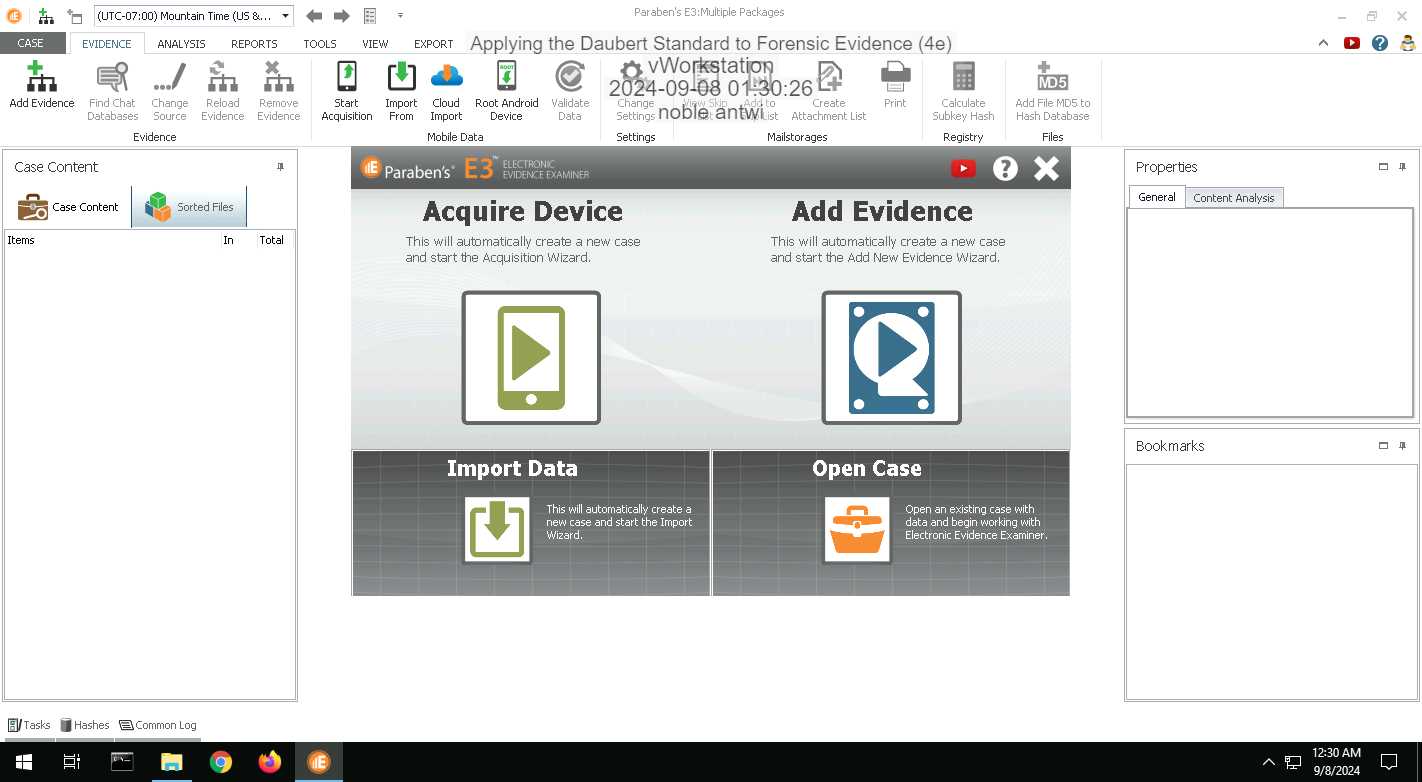 (UTC-07:00) Mountain Time (US &...
Paraben's E3:Multiple Packages
CASE
EVIDENCE
ANALYSIS
REPORTS
TOOLS
VIEW
EXPORT
Applying the Daubert Standard to Forensic Evidence (4e)
vWorkstation
2024-09-08 01:30:26
noble antwi
Add Evidence
Find Chat
Databases
Change
Source
Reload
Evidence
Remove
Evidence
Evidence
Start
Acquisition
Import
From
Cloud
Import
ROOT
Root Android
Device
Validate
Data
Mobile Data
Change
Settings
Settings
View Skip
List
Add to
Skip List
Create
Attachment List
Print
Mailstorages
Calculate
Subkey Hash
Registry
MD5
Add File MD5 to
Hash Database
Files
Case Content
Case Content
Sorted Files
Items
In
Total
Paraben's® E3™ ELECTRONIC
EVIDENCE EXAMINER
Acquire Device
This will automatically create a new case
and start the Acquisition Wizard.
Add Evidence
This will automatically create a new case
and start the Add New Evidence Wizard.
Import Data
This will automatically create a
new case and start the Import
Wizard.
Open Case
Open an existing case with
data and begin working with
Electronic Evidence Examiner.
Properties
General
Content Analysis
Bookmarks
Tasks
Hashes
Common Log
12:30 AM
9/8/2024